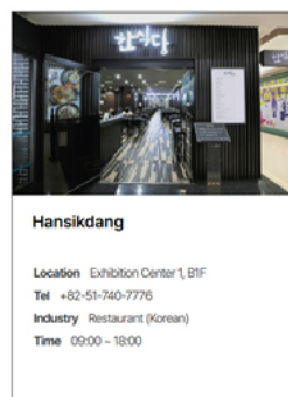 한식당
Hansikdang
Location Exhibition Center 1, B1F
Tel +82-51-740-7776
Industry Restaurant (Korean)
Time 09:00 ~ 18:00